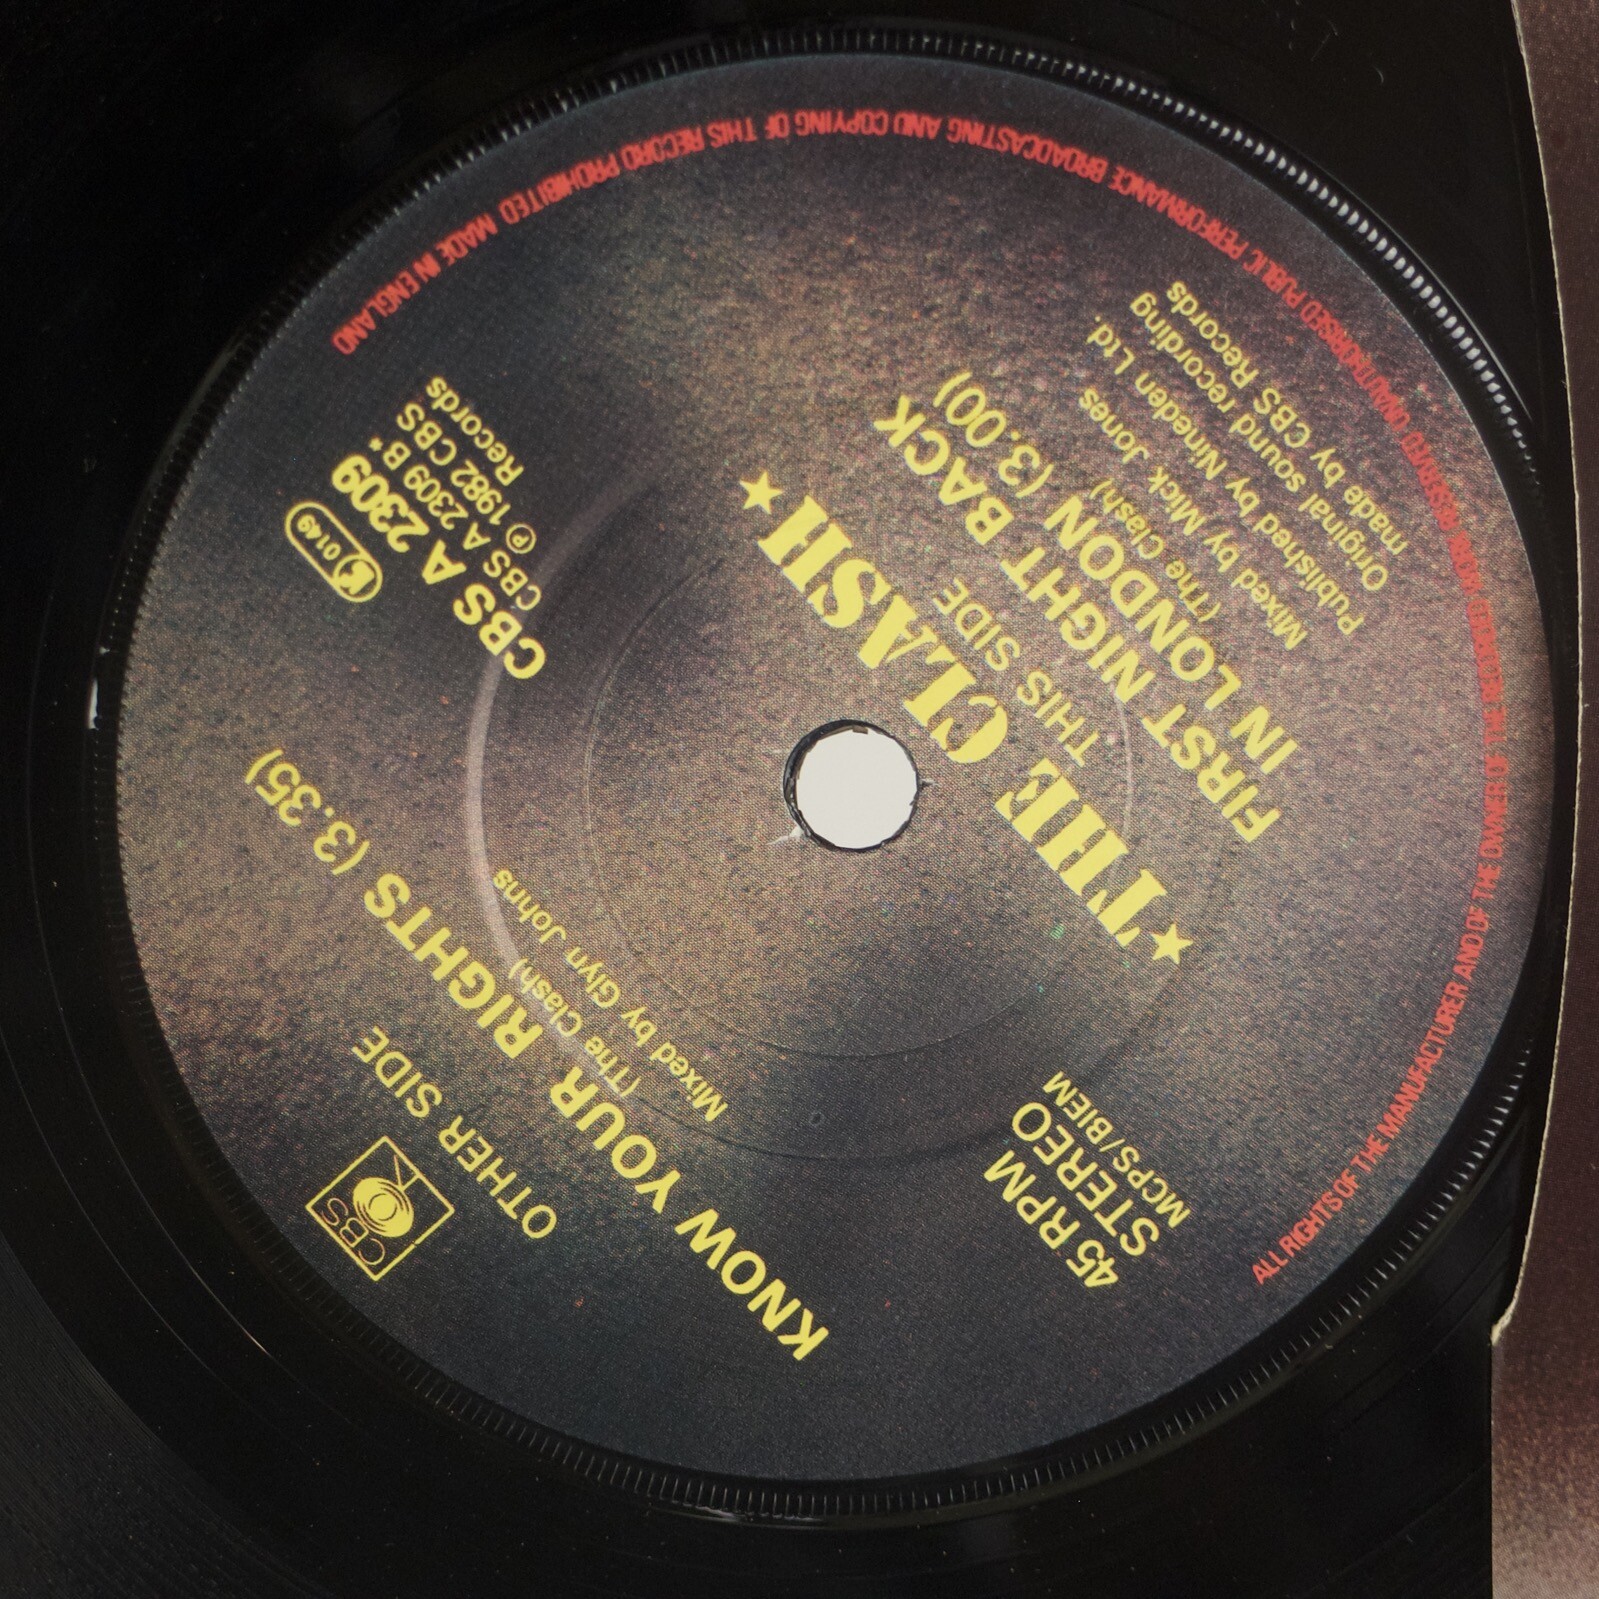 CBS
OTHER SIDE
KNOW YOUR RIGHTS (3.35)
(The Clash)
Mixed by Glyn Johns
45 RPM
STEREO
MCPS/BIEM
K 0149
CBS A 2309
CBS A 2309 B*
℗ 1982 CBS
Records
★THE CLASH★
THIS SIDE
FIRST NIGHT BACK
IN LONDON (3.00)
(The Clash)
Mixed by Mick Jones
Published by Nineden Ltd.
Original sound recording
made by CBS Records
ALL RIGHTS OF THE MANUFACTURER AND OF THE OWNER OF THE RECORDED WORK RESERVED UNAUTHORISED PUBLIC PERFORMANCE BROADCASTING AND COPYING OF THIS RECORD PROHIBITED MADE IN ENGLAND